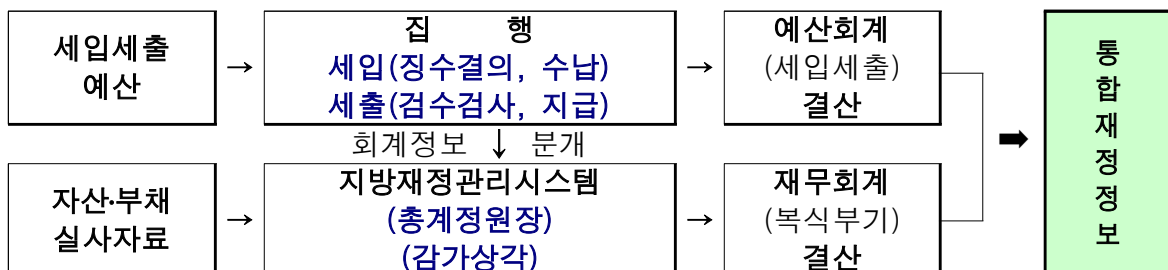 세입세출
예산
→
집 행
세입(징수결의, 수납)
세출(검수검사, 지급)
→
예산회계
(세입세출)
결산
회계정보 ↓ 분개
자산·부채
실사자료
→
지방재정관리시스템
(총계정원장)
(감가상각)
→
재무회계
(복식부기)
결산
➡
통
합
재
정
정
보